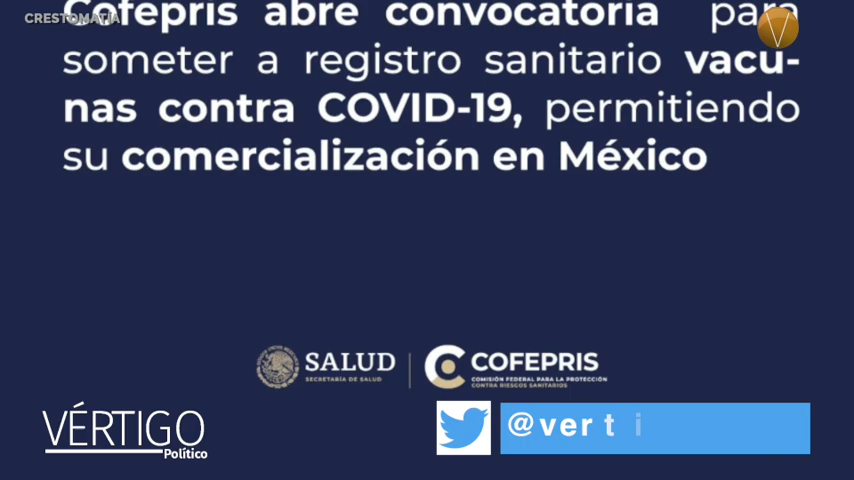 CRESTOMATÍA
Cofepris abre convocatoria para
someter a registro sanitario vacu-
nas contra COVID-19, permitiendo
su comercialización en México
SALUD
SECRETARÍA DE SALUD
COFEPRIS
COMISIÓN FEDERAL PARA LA PROTECCIÓN
CONTRA RIESGOS SANITARIOS
VÉRTIGO
Político
@verti